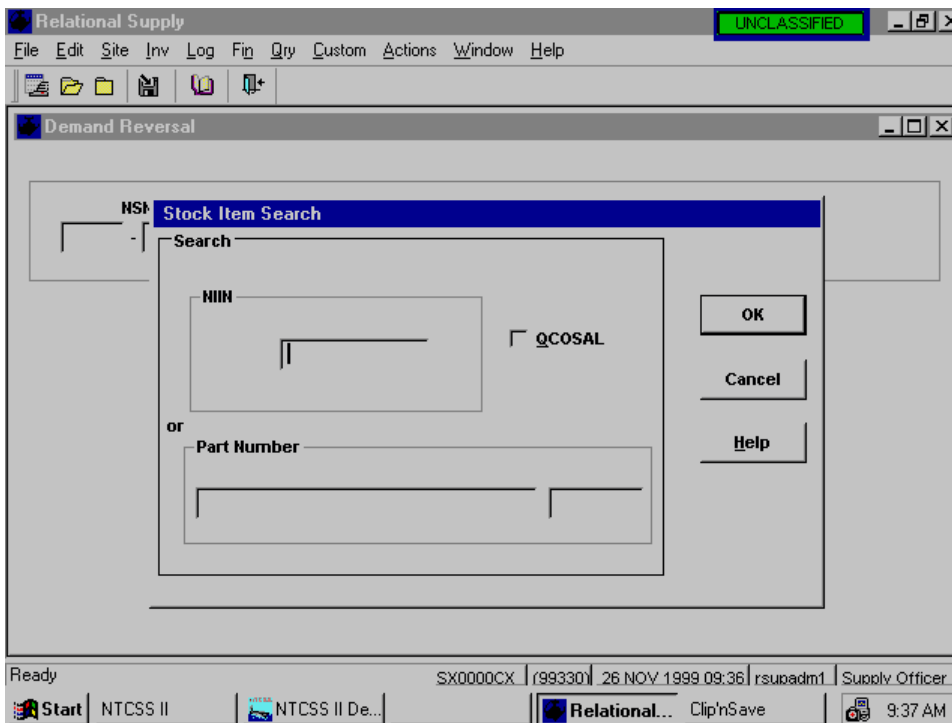 Relational Supply UNCLASSIFIED
File Edit Site Inv Log Fin Qry Custom Actions Window Help
Demand Reversal
NSN
-
Stock Item Search
Search
NIIN
QCOSAL
OK
Cancel
or
Part Number
Help
Ready SX0000CX (99330) 26 NOV 1999 09:36 rsupadm1 Supply Officer
Start NTCSS II NTCSS II De... Relational... Clip'nSave 9:37 AM